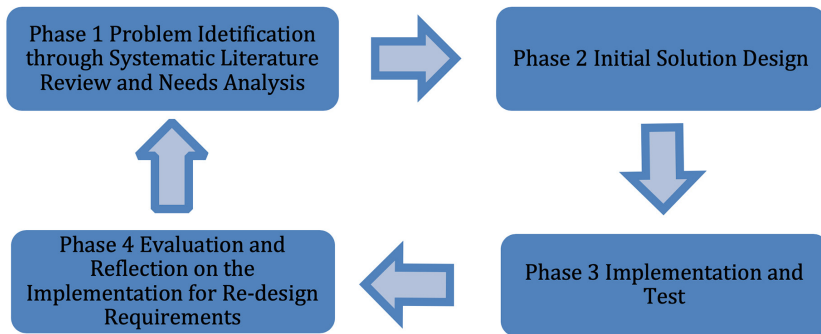 Phase 1 Problem Idetification
through Systematic Literature
Review and Needs Analysis
Phase 2 Initial Solution Design
Phase 3 Implementation and
Test
Phase 4 Evaluation and
Reflection on the
Implementation for Re-design
Requirements